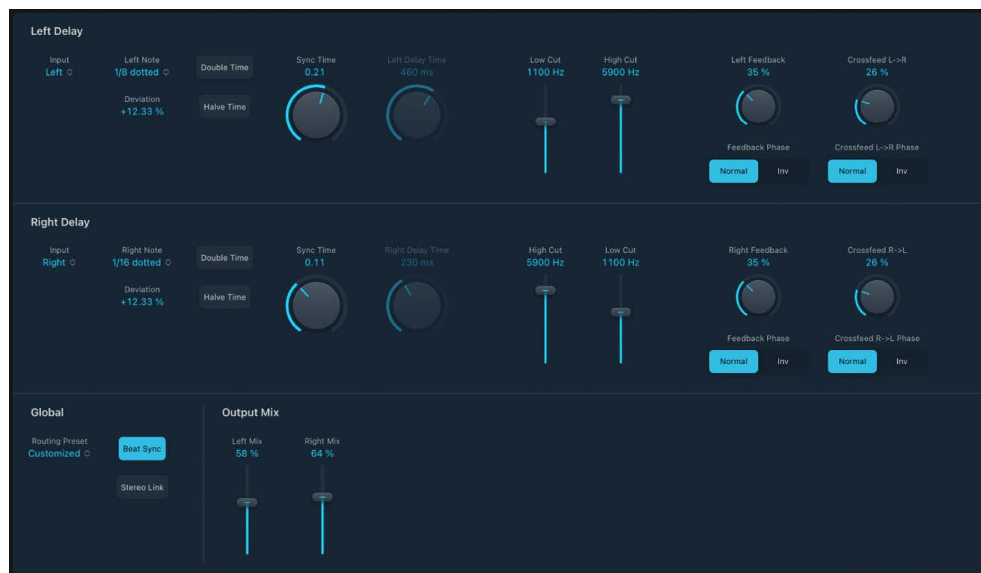 Left Delay
Input
Left
Left Note
1/8 dotted
Deviation
+12.33 %
Double Time
Halve Time
Sync Time
0.21
Left Delay Time
460 ms
Low Cut
1100 Hz
High Cut
5900 Hz
Left Feedback
35 %
Crossfeed L->R
26 %
Feedback Phase
Normal Inv
Crossfeed L->R Phase
Normal Inv
Right Delay
Input
Right
Right Note
1/16 dotted
Deviation
+12.33 %
Double Time
Halve Time
Sync Time
0.11
Right Delay Time
230 ms
High Cut
5900 Hz
Low Cut
1100 Hz
Right Feedback
35 %
Crossfeed R->L
26 %
Feedback Phase
Normal Inv
Crossfeed R->L Phase
Normal Inv
Global
Routing Preset
Customized
Beat Sync
Stereo Link
Output Mix
Left Mix
58 %
Right Mix
64 %